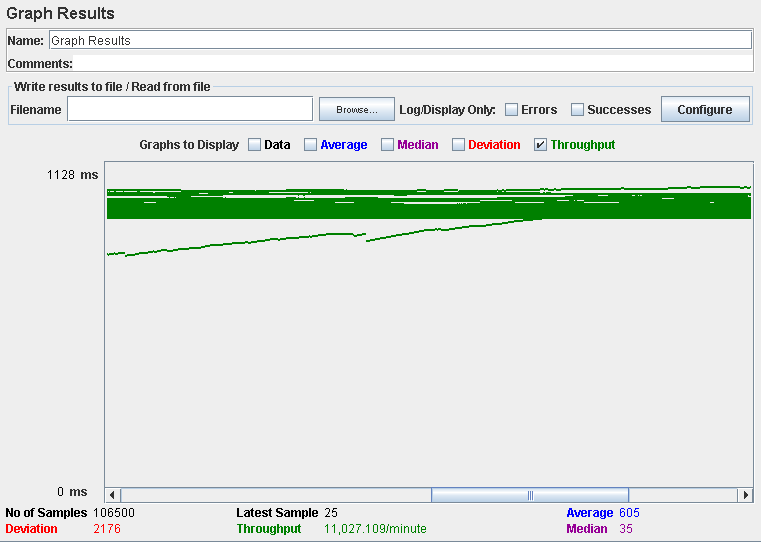 Graph Results
Name: Graph Results
Comments:
Write results to file / Read from file
Filename Browse... Log/Display Only: Errors Successes Configure
Graphs to Display Data Average Median Deviation Throughput
1128 ms
0 ms
No of Samples 106500 Latest Sample 25 Average 605
Deviation 2176 Throughput 11,027.109/minute Median 35